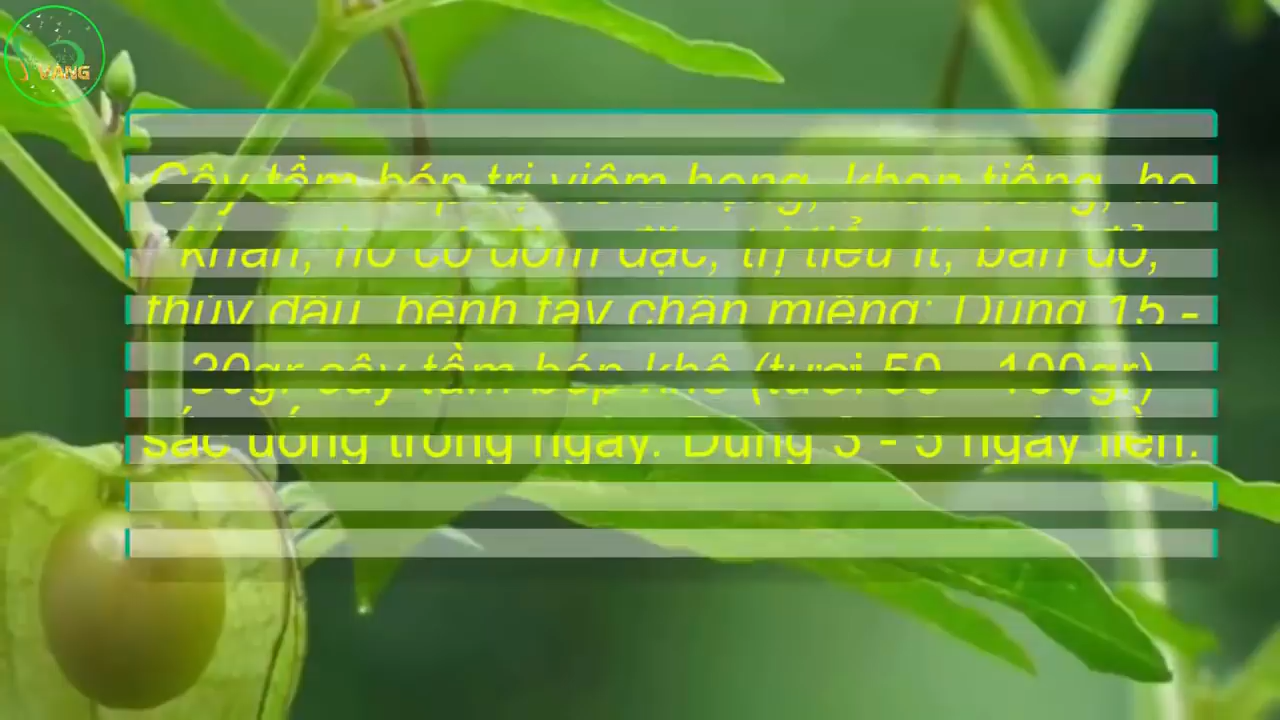 VÀNG
Cây tầm bóp trị viêm họng, khan tiếng, ho
khan, ho có đờm đặc, trị tiểu ít, ban đỏ,
thủy đậu, bệnh tay chân miệng: Dùng 15 -
30gr cây tầm bóp khô (tươi 50 - 100gr)
sắc uống trong ngày. Dùng 3 - 5 ngày liền.